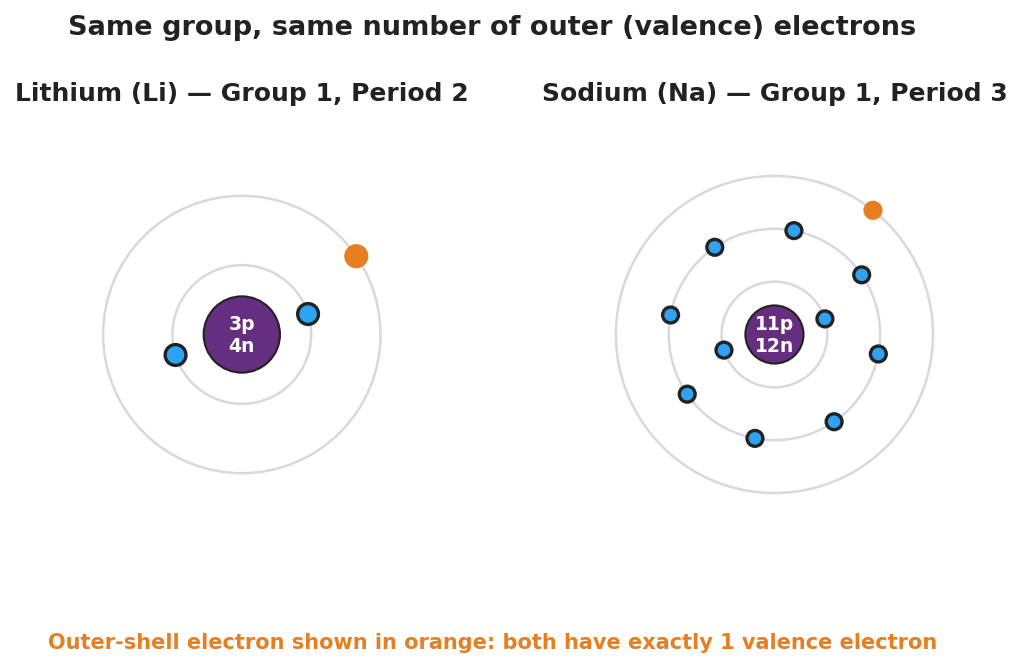 Same group, same number of outer (valence) electrons
Lithium (Li) — Group 1, Period 2
Sodium (Na) — Group 1, Period 3
3p
4n
11p
12n
Outer-shell electron shown in orange: both have exactly 1 valence electron